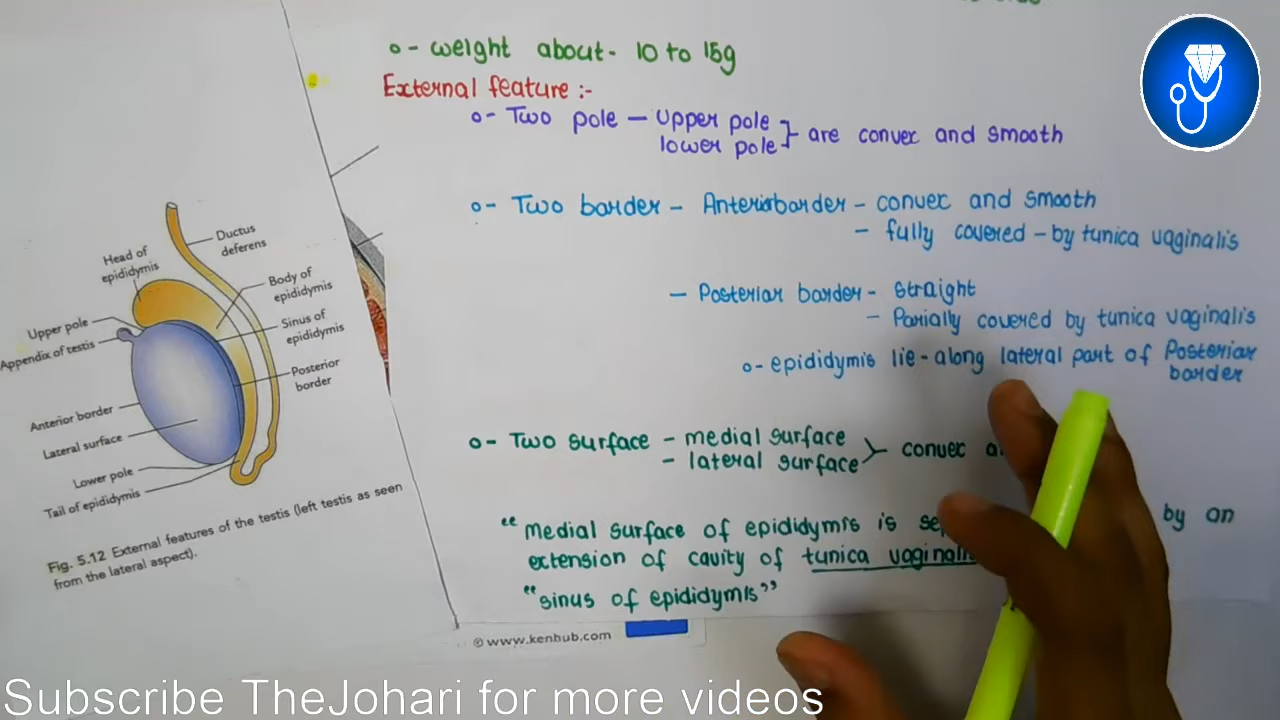 o- weight about- 10 to 15g
External feature :-
o- Two pole — Upper pole
lower pole } are convex and smooth
o- Two border - Anterior border - convex and smooth
- fully covered - by tunica vaginalis
- Posterior border - straight
- Parially covered by tunica vaginalis
o- epididymis lie - along lateral part of Posterior
border
o- Two surface - medial surface
- lateral surface > convex
"medial surface of epididymis is by an
extension of cavity of tunica vaginalis
"sinus of epididymis"
Ductus
deferens
Head of
epididymis
Body of
epididymis
Upper pole
Appendix of testis
Sinus of
epididymis
Posterior
border
Anterior border
Lateral surface
Lower pole
Tail of epididymis
Fig. 5.12 External features of the testis (left testis as seen
from the lateral aspect).
© www.kenhub.com
Subscribe TheJohari for more videos